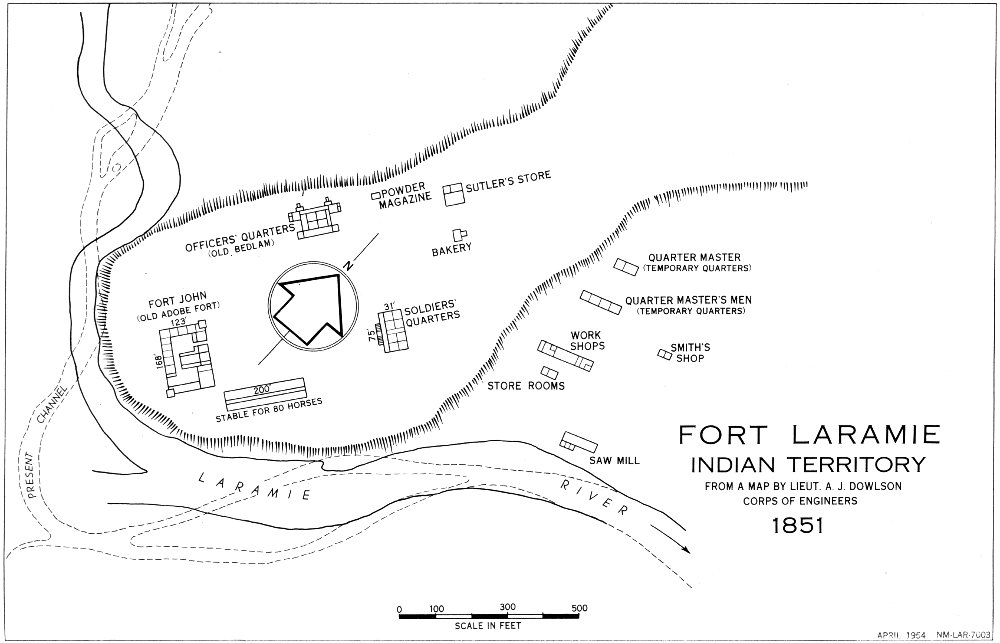 POWDER
MAGAZINE
SUTLER'S STORE
OFFICERS' QUARTERS
(OLD BEDLAM)
BAKERY
N
QUARTER MASTER
(TEMPORARY QUARTERS)
FORT JOHN
(OLD ADOBE FORT)
123'
168'
31'
75'
SOLDIERS'
QUARTERS
QUARTER MASTER'S MEN
(TEMPORARY QUARTERS)
WORK
SHOPS
SMITH'S
SHOP
STORE ROOMS
200'
STABLE FOR 80 HORSES
PRESENT CHANNEL
SAW MILL
LARAMIE RIVER
FORT LARAMIE
INDIAN TERRITORY
FROM A MAP BY LIEUT. A. J. DOWLSON
CORPS OF ENGINEERS
1851
0 100 300 500
SCALE IN FEET
APRIL 1954 NM-LAR-7003